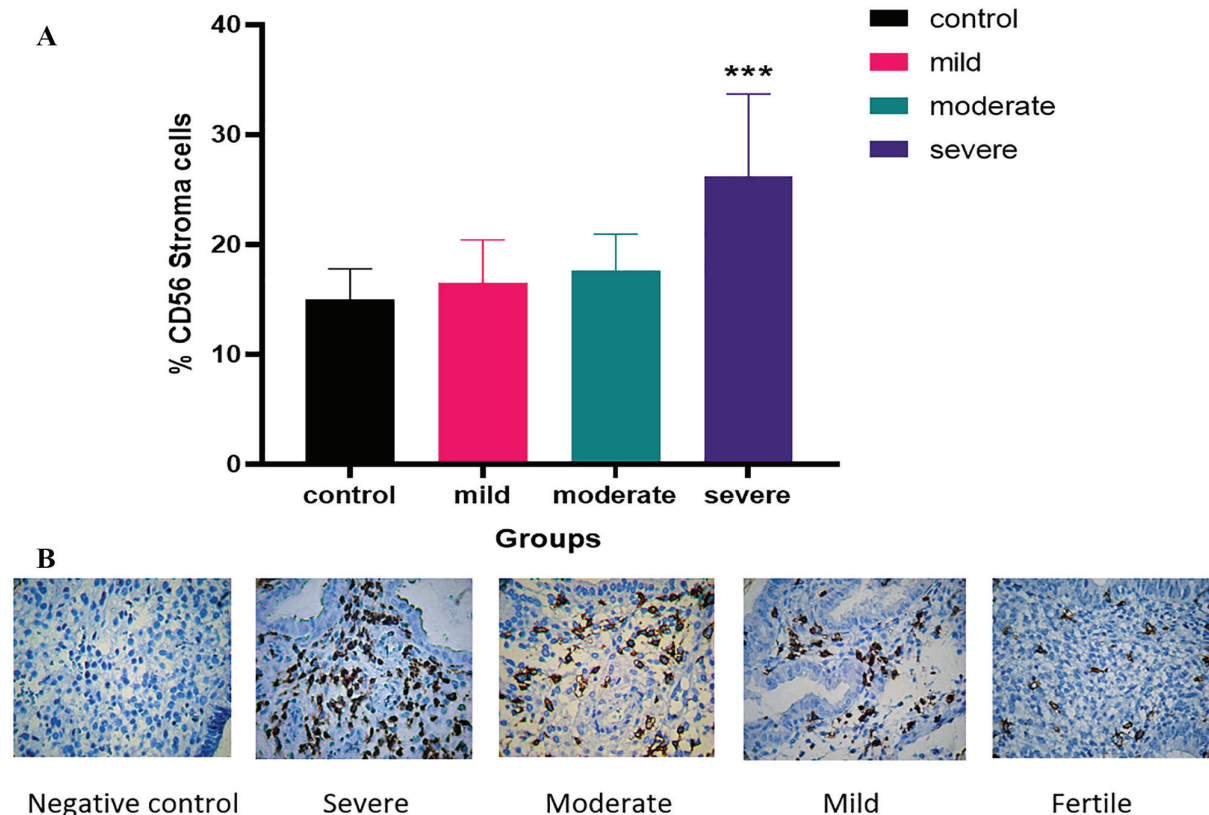 A
% CD56 Stroma cells
40
30
20
10
0
***
control
mild
moderate
severe
control mild moderate severe
Groups
B
Negative control Severe Moderate Mild Fertile